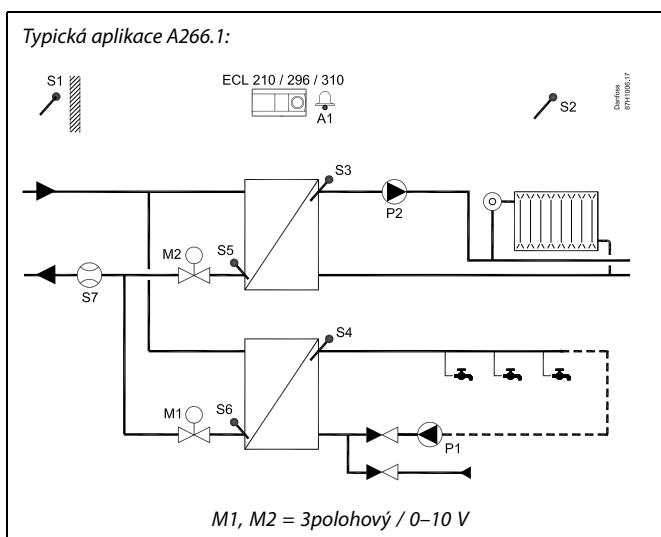 Typická aplikace A266.1:
S1
ECL 210 / 296 / 310
A1
S2
Danfoss
87H1006.17
S3
P2
M2
S5
S7
S4
M1
S6
P1
M1, M2 = 3polohový / 0–10 V